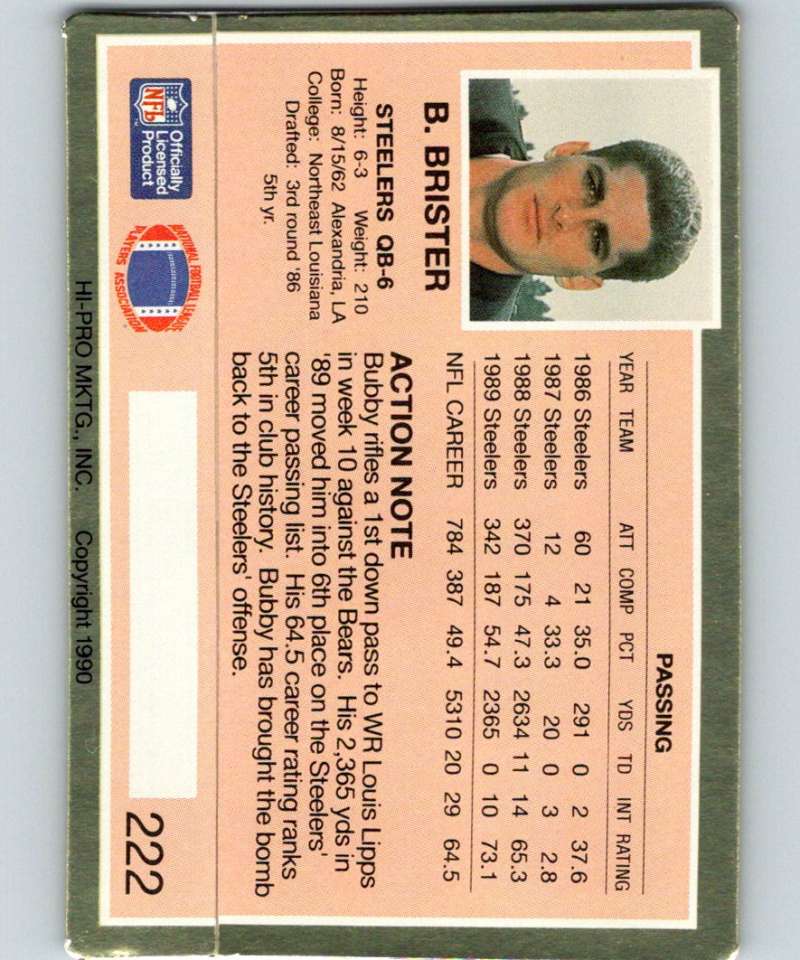 B. BRISTER
STEELERS QB-6
Height: 6-3 Weight: 210
Born: 8/15/62 Alexandria, LA
College: Northeast Louisiana
Drafted: 3rd round '86
5th yr.
PASSING
YEAR TEAM ATT COMP PCT YDS TD INT RATING
1986 Steelers 60 21 35.0 291 0 2 37.6
1987 Steelers 12 4 33.3 20 0 3 2.8
1988 Steelers 370 175 47.3 2634 11 14 65.3
1989 Steelers 342 187 54.7 2365 0 10 73.1
NFL CAREER 784 387 49.4 5310 20 29 64.5
ACTION NOTE
Bubby rifles a 1st down pass to WR Louis Lipps
in week 10 against the Bears. His 2,365 yds in
'89 moved him into 6th place on the Steelers'
career passing list. His 64.5 career rating ranks
5th in club history. Bubby has brought the bomb
back to the Steelers' offense.
NFL
Officially
Licensed
Product
NATIONAL FOOTBALL LEAGUE
PLAYERS ASSOCIATION
222
HI-PRO MKTG., INC. Copyright 1990